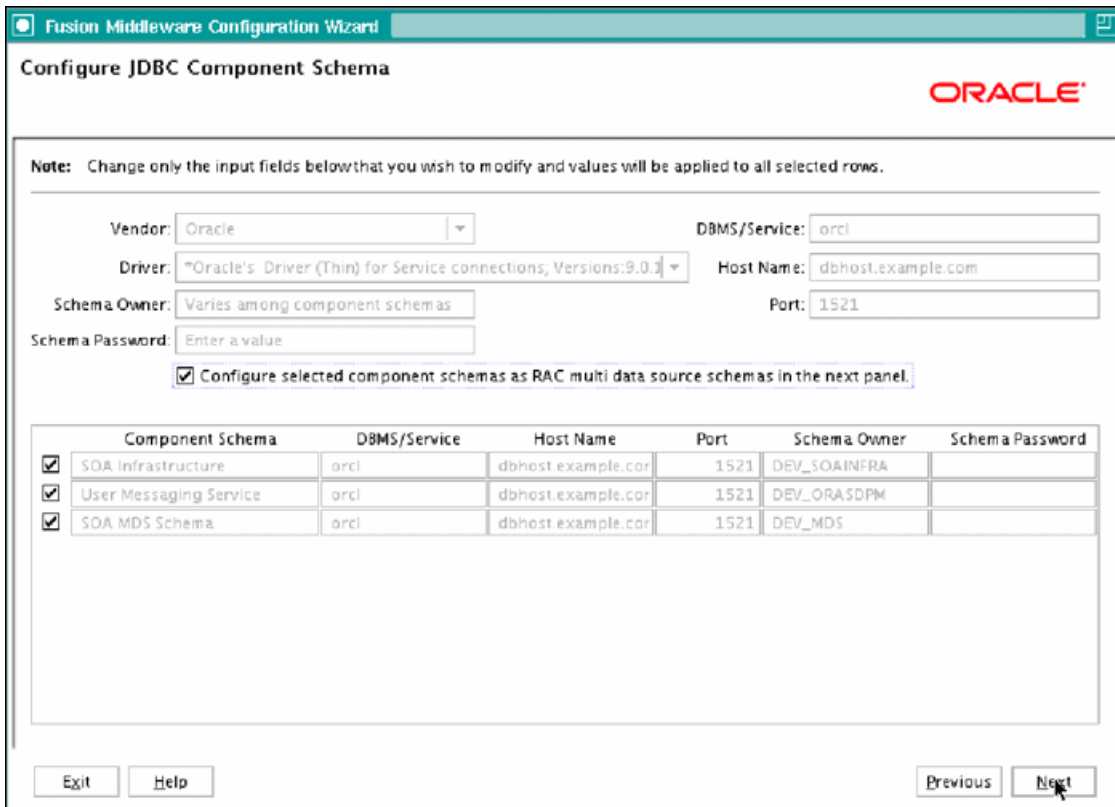 Fusion Middleware Configuration Wizard
Configure JDBC Component Schema
ORACLE
Note: Change only the input fields below that you wish to modify and values will be applied to all selected rows.
Vendor: Oracle DBMS/Service: orcl
Driver: *Oracle's Driver (Thin) for Service connections; Versions:9.0.1 Host Name: dbhost.example.com
Schema Owner: Varies among component schemas Port: 1521
Schema Password: Enter a value
Configure selected component schemas as RAC multi data source schemas in the next panel.
Component Schema DBMS/Service Host Name Port Schema Owner Schema Password
SOA Infrastructure orcl dbhost.example.cor 1521 DEV_SOAINFRA
User Messaging Service orcl dbhost.example.cor 1521 DEV_ORASDPM
SOA MDS Schema orcl dbhost.example.cor 1521 DEV_MDS
Exit Help Previous Next